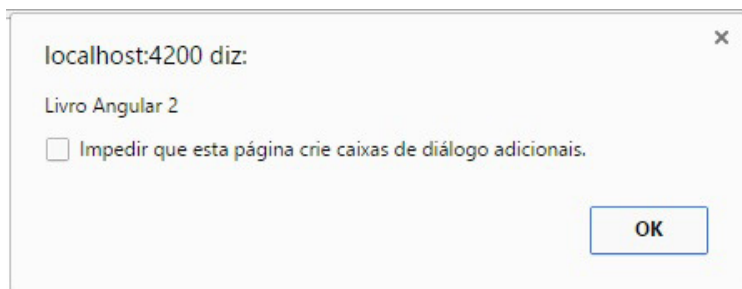 localhost:4200 diz:
Livro Angular 2
Impedir que esta página crie caixas de diálogo adicionais.
OK